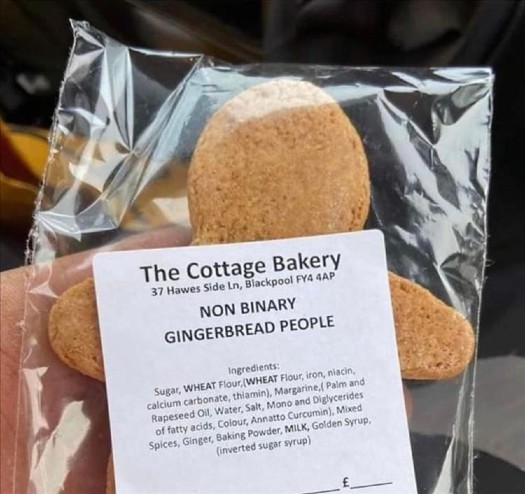 The Cottage Bakery
37 Hawes Side Ln, Blackpool FY4 4AP
NON BINARY
GINGERBREAD PEOPLE
Ingredients:
Sugar, WHEAT Flour,(WHEAT Flour, iron, niacin,
calcium carbonate, thiamin), Margarine,( Palm and
Rapeseed Oil, Water, Salt, Mono and Diglycerides
of fatty acids, Colour, Annatto Curcumin), Mixed
Spices, Ginger, Baking Powder, MILK, Golden Syrup,
(inverted sugar syrup)
£